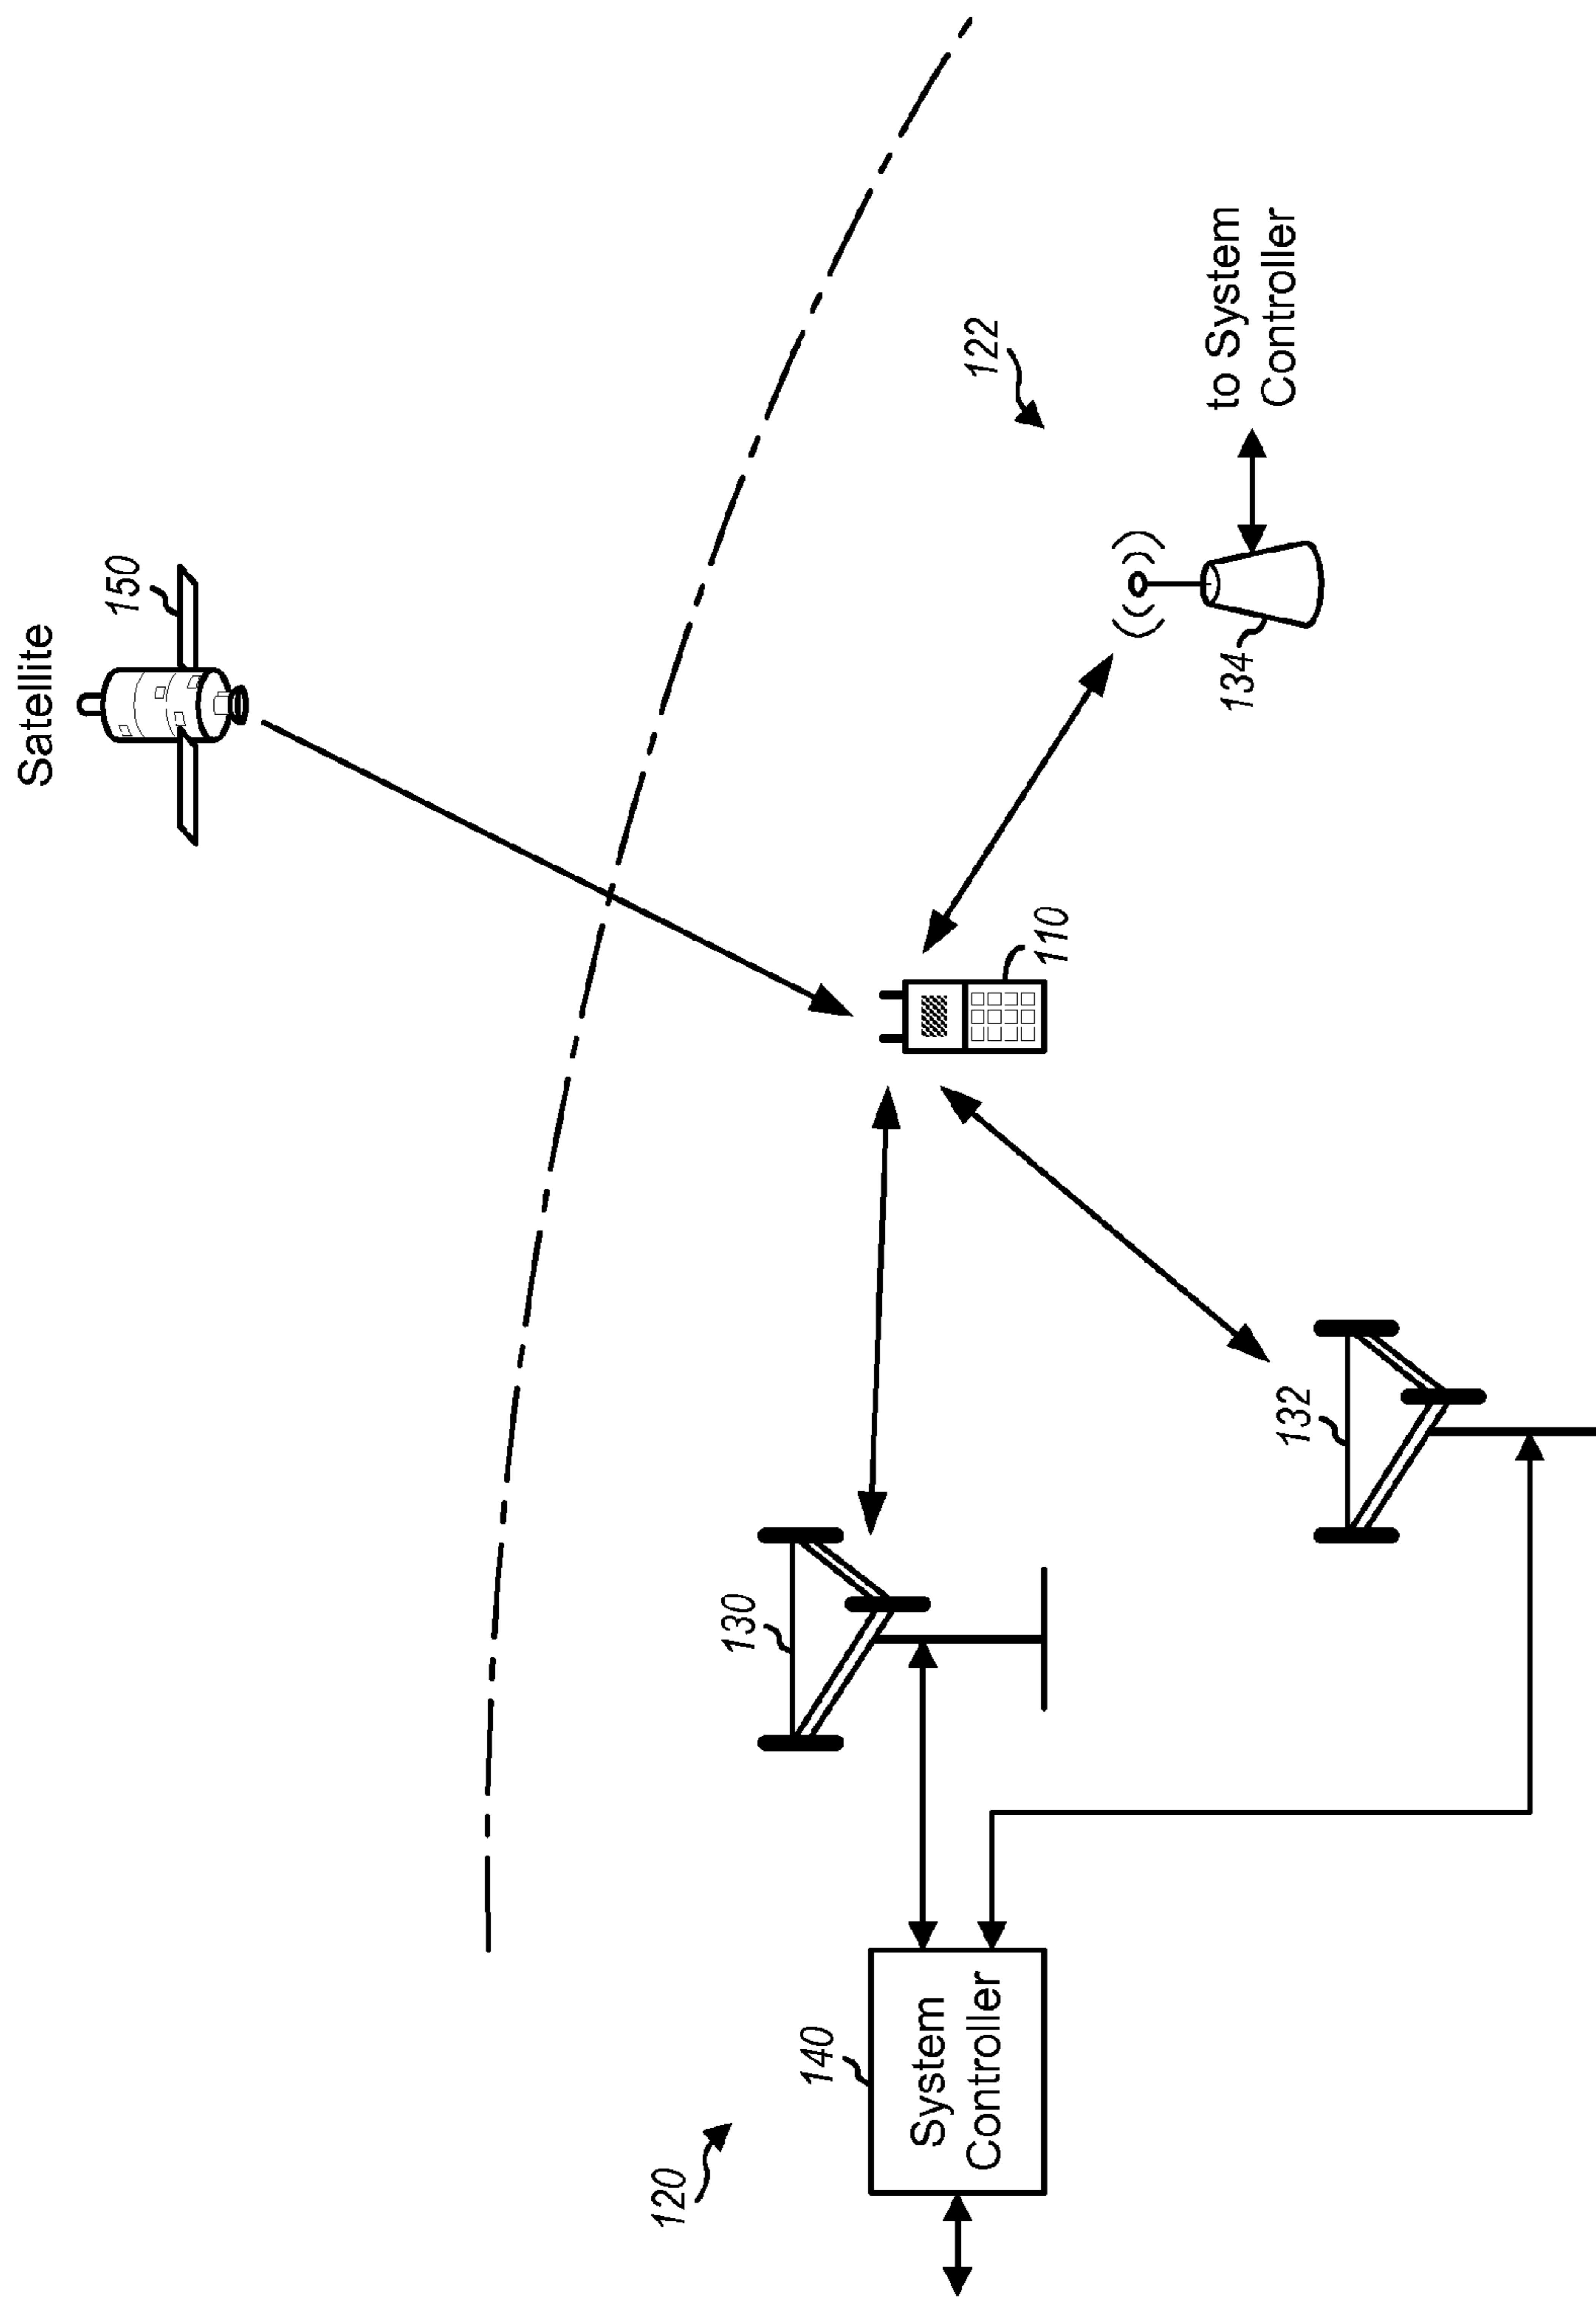 Satellite
150
122
to System
Controller
134
110
130
132
120
140
System
Controller